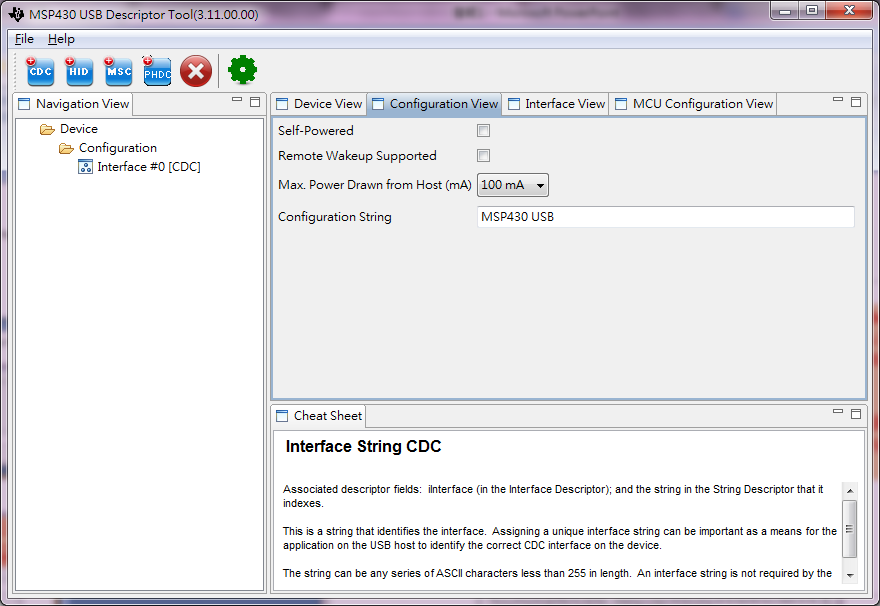 MSP430 USB Descriptor Tool(3.11.00.00)
File Help
CDC HID MSC PHDC
Navigation View
Device
Configuration
Interface #0 [CDC]
Device View Configuration View Interface View MCU Configuration View
Self-Powered
Remote Wakeup Supported
Max. Power Drawn from Host (mA) 100 mA
Configuration String MSP430 USB
Cheat Sheet
Interface String CDC
Associated descriptor fields: iInterface (in the Interface Descriptor); and the string in the String Descriptor that it
indexes.
This is a string that identifies the interface. Assigning a unique interface string can be important as a means for the
application on the USB host to identify the correct CDC interface on the device.
The string can be any series of ASCII characters less than 255 in length. An interface string is not required by the